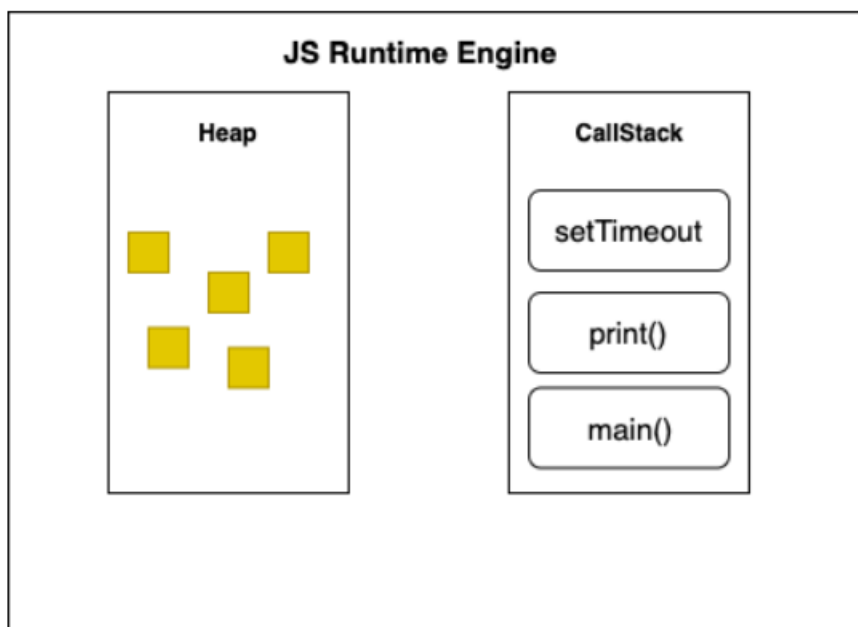 JS Runtime Engine
Heap
CallStack
setTimeout
print()
main()